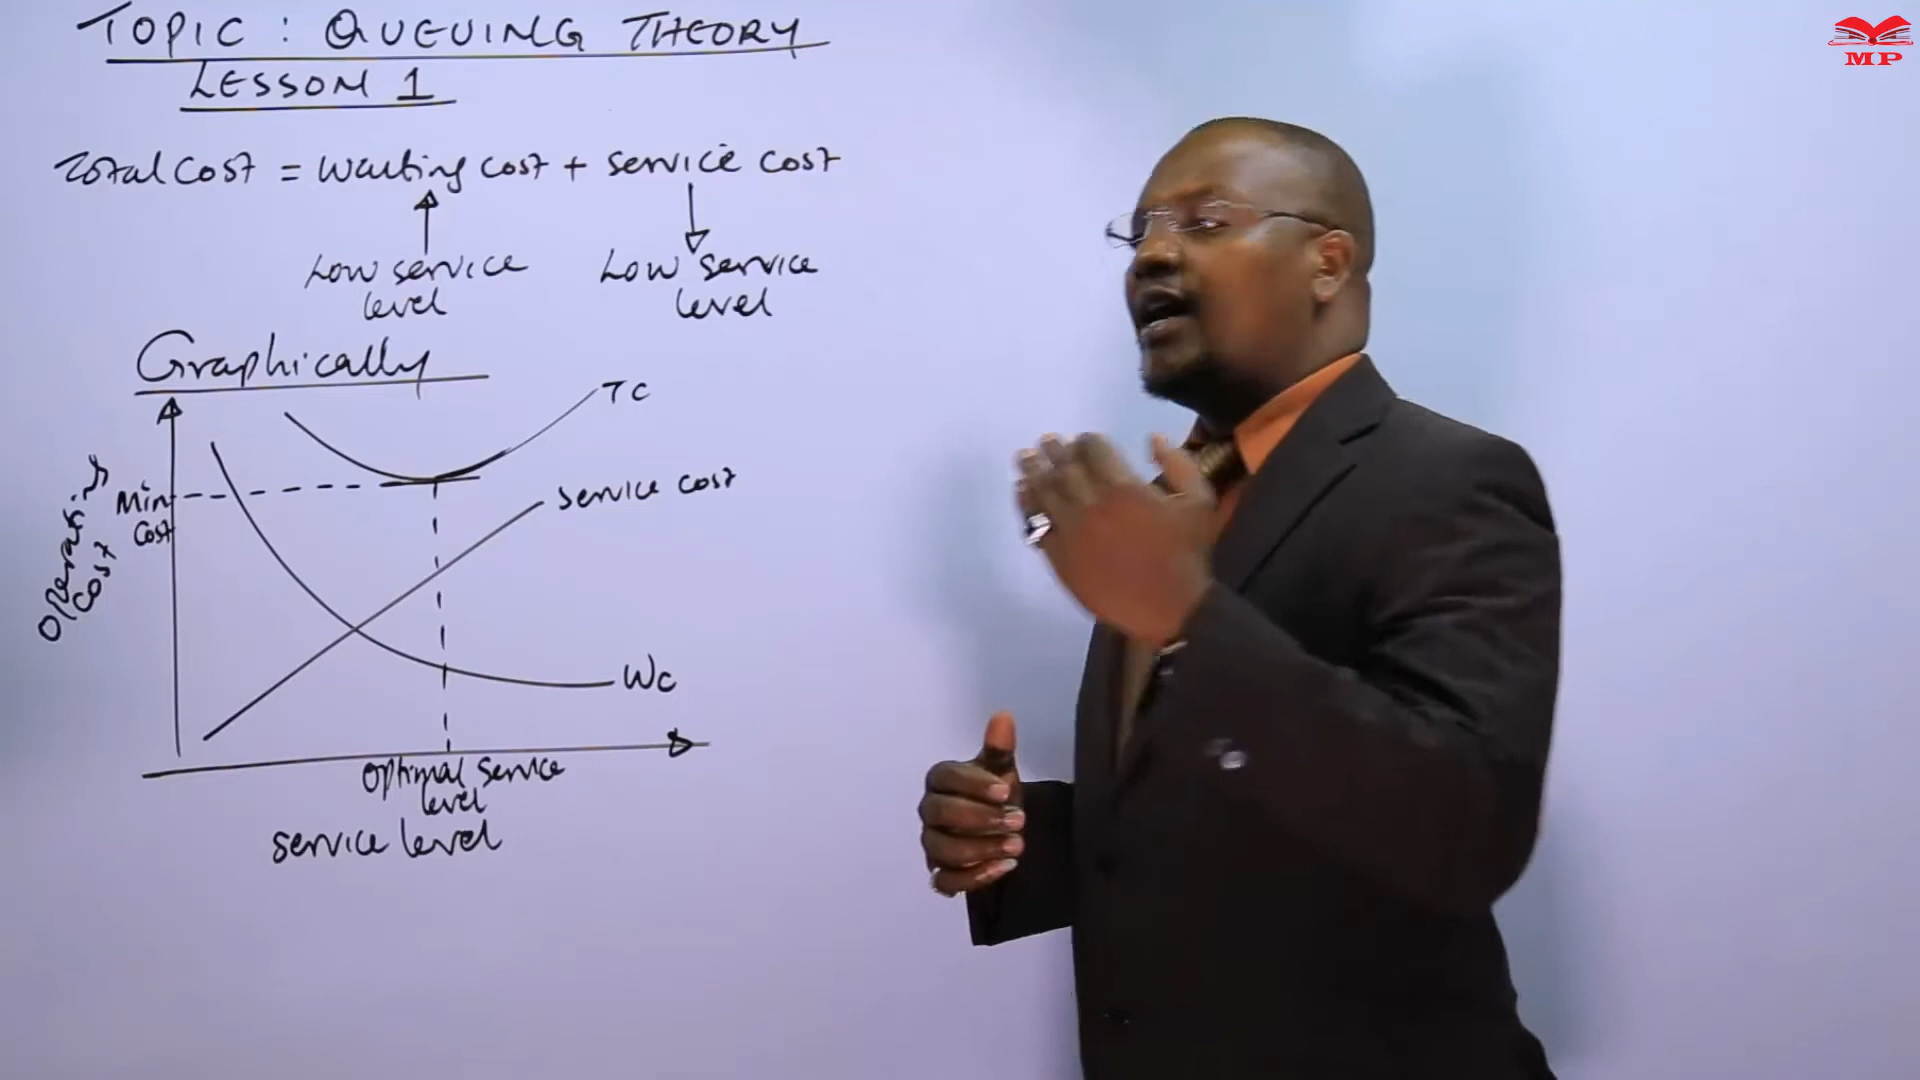 TOPIC: QUEUING THEORY
LESSON 1
Total Cost = Waiting cost + service cost
Low service level
Low service level
Graphically
TC
Min Cost
Operating Cost
service cost
Wc
Optimal service level
service level
MP